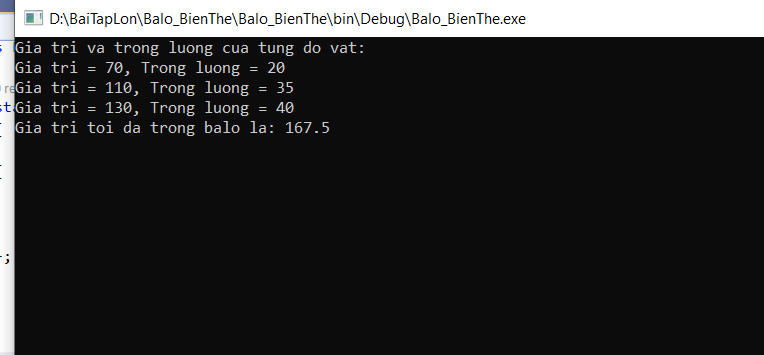 D:\BaiTapLon\Balo_BienThe\Balo_BienThe\bin\Debug\Balo_BienThe.exe
Gia tri va trong luong cua tung do vat:
Gia tri = 70, Trong luong = 20
Gia tri = 110, Trong luong = 35
Gia tri = 130, Trong luong = 40
Gia tri toi da trong balo la: 167.5